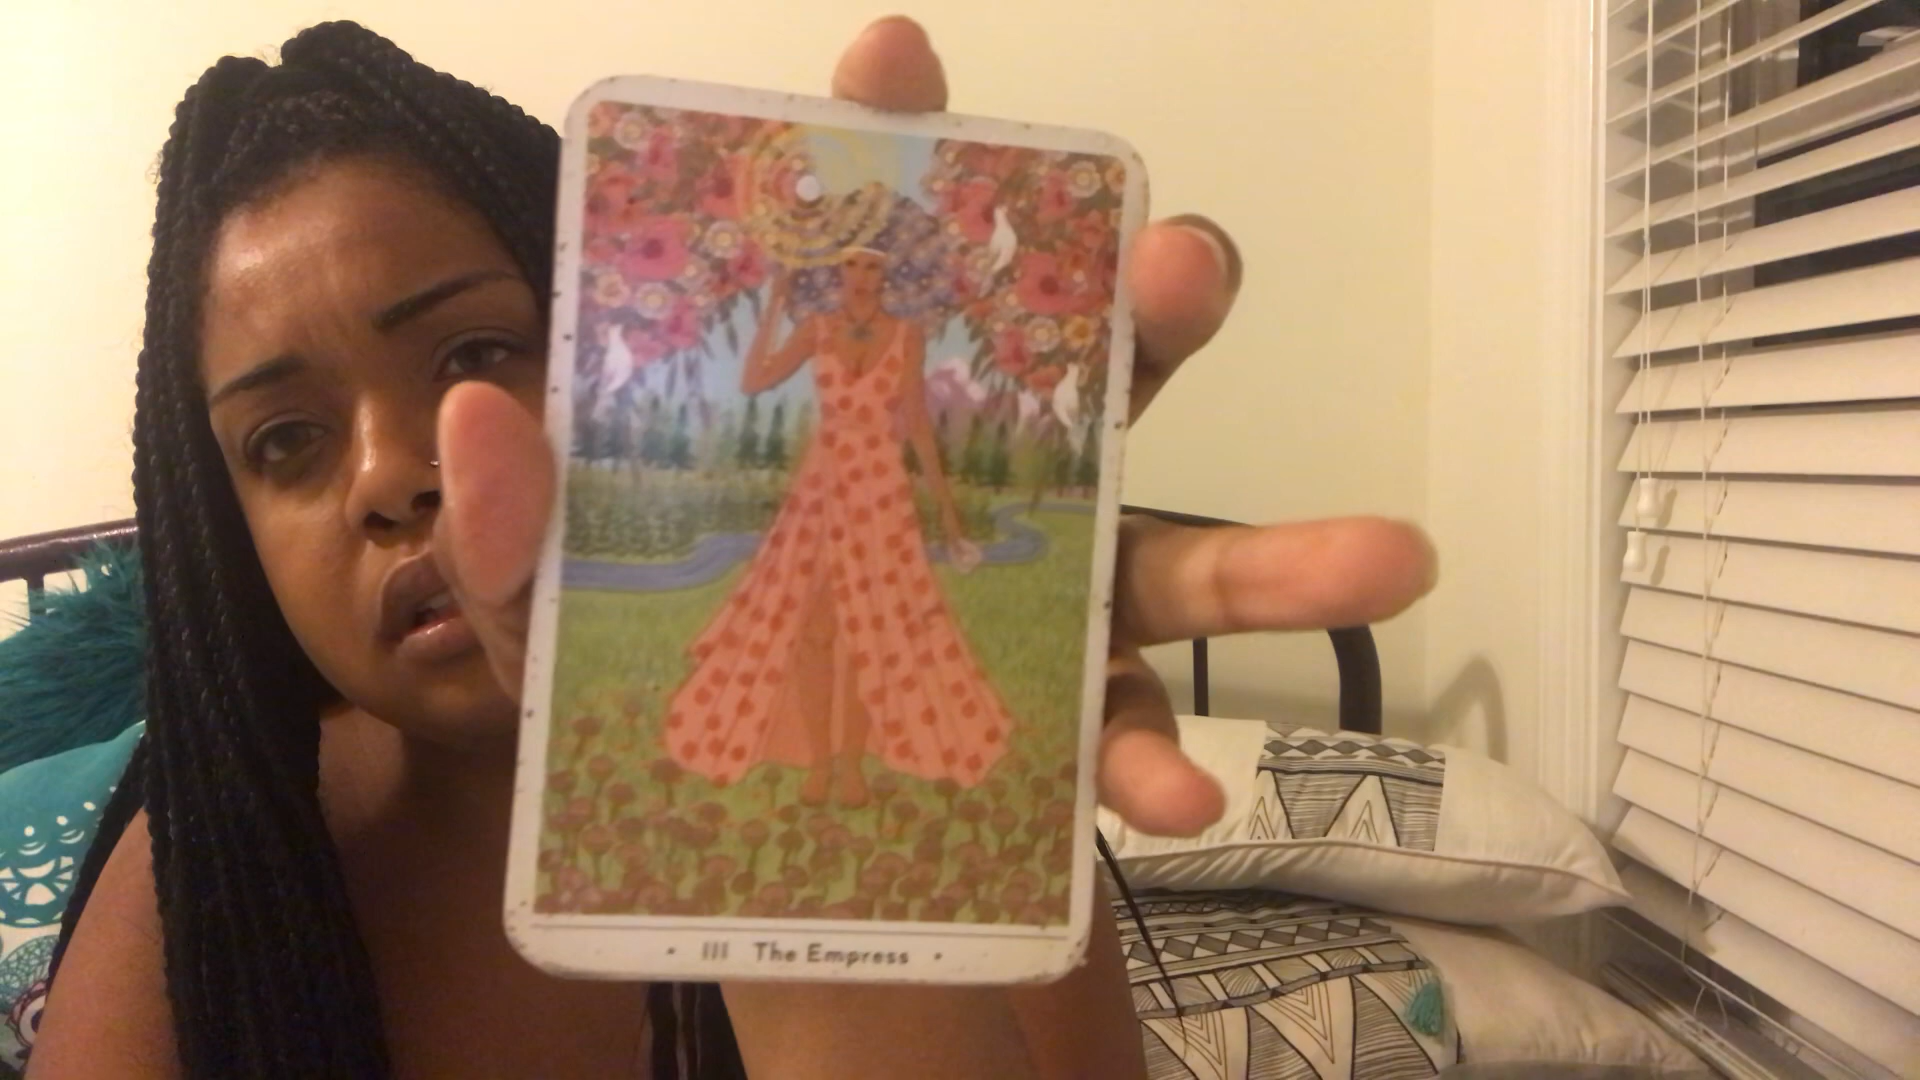 • III The Empress •